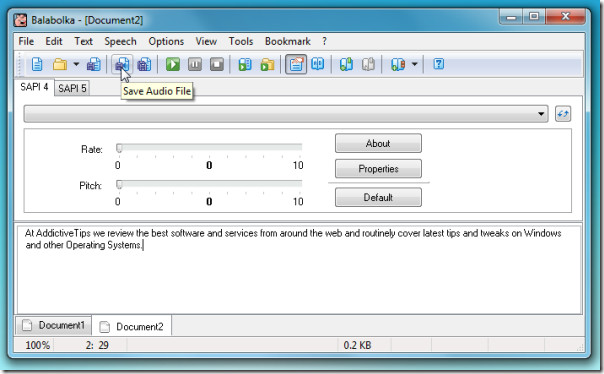 Balabolka - [Document2]
File Edit Text Speech Options View Tools Bookmark ?
Save Audio File
SAPI 4 SAPI 5
Rate:
0 0 10
Pitch:
0 0 10
About
Properties
Default
At AddictiveTips we review the best software and services from around the web and routinely cover latest tips and tweaks on Windows
and other Operating Systems.
Document1 Document2
100% 2: 29 0.2 KB